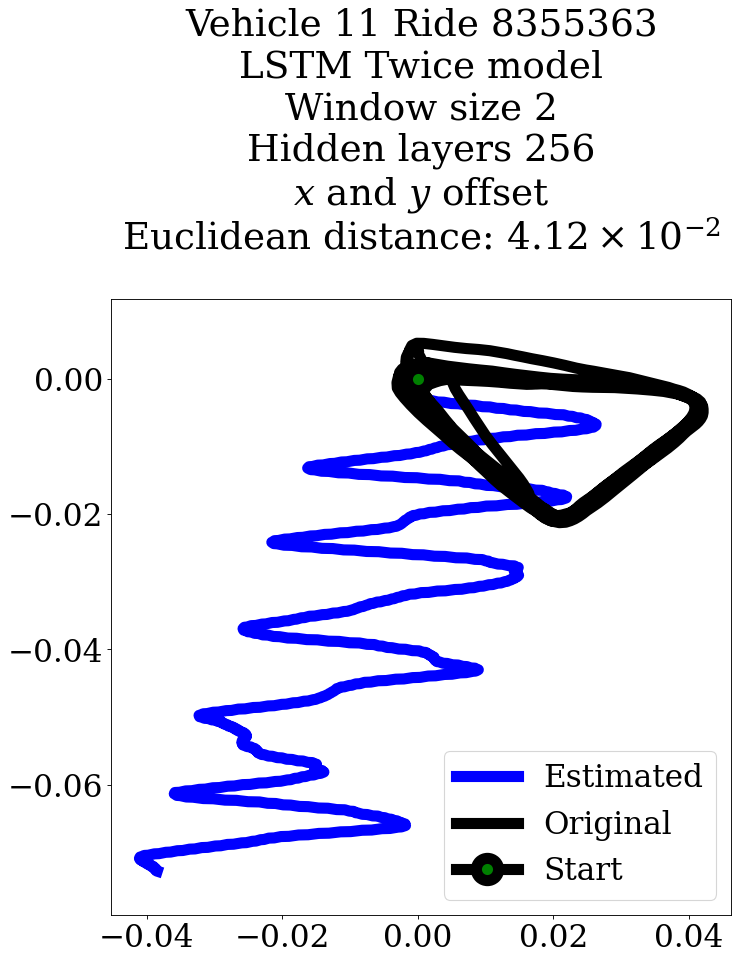 Vehicle 11 Ride 8355363
LSTM Twice model
Window size 2
Hidden layers 256
x and y offset
Euclidean distance: 4.12 × 10⁻²
0.00
−0.02
−0.04
−0.06
Estimated
Original
Start
−0.04 −0.02 0.00 0.02 0.04